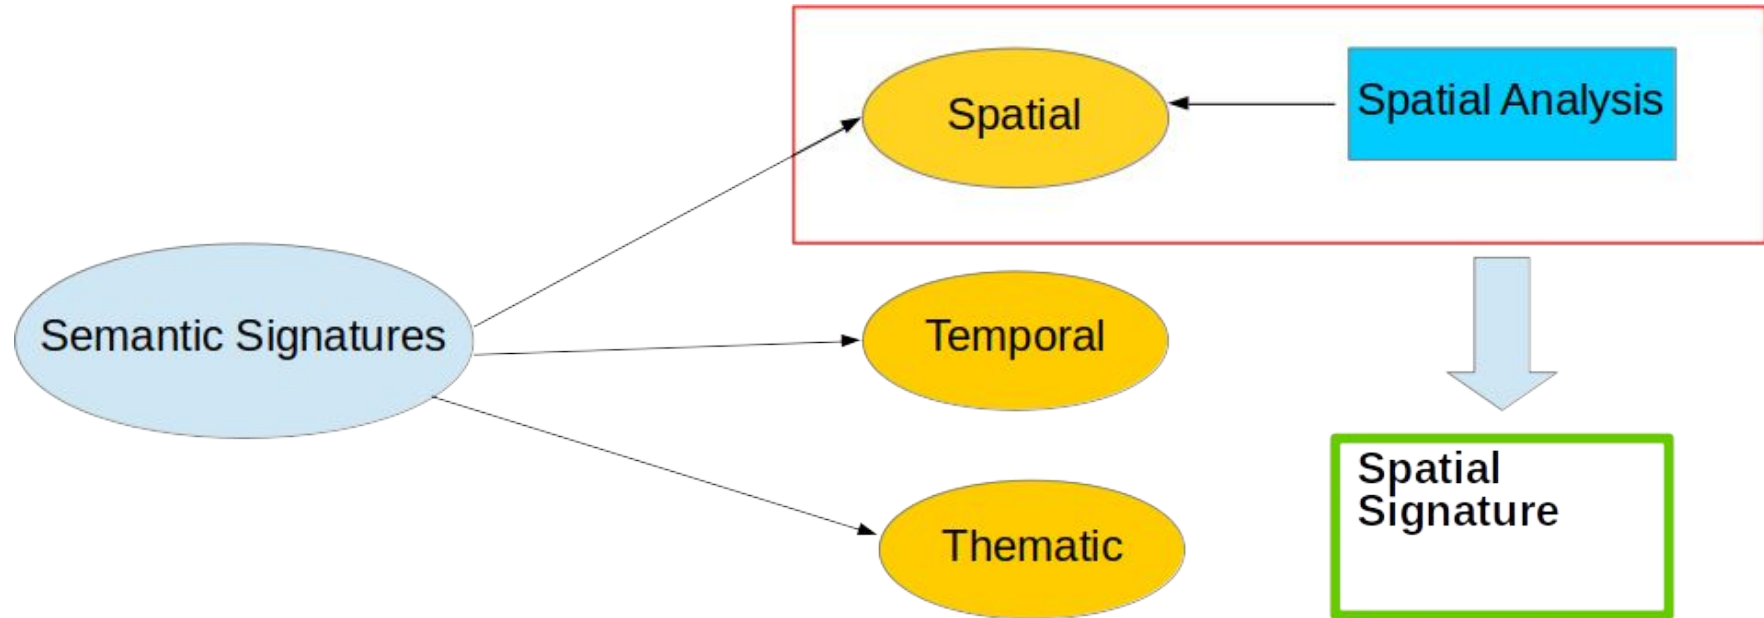 Spatial
Spatial Analysis
Semantic Signatures
Temporal
Thematic
Spatial
Signature